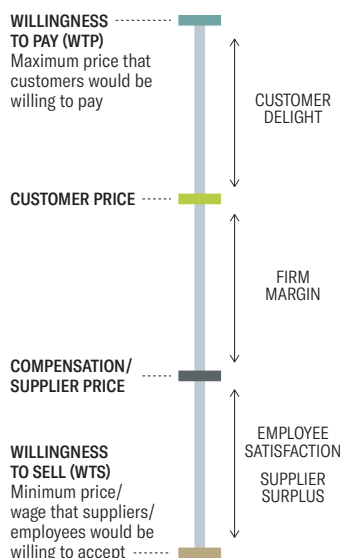 WILLINGNESS
TO PAY (WTP)
Maximum price that
customers would be
willing to pay
CUSTOMER
DELIGHT
CUSTOMER PRICE
FIRM
MARGIN
COMPENSATION/
SUPPLIER PRICE
EMPLOYEE
SATISFACTION
SUPPLIER
SURPLUS
WILLINGNESS
TO SELL (WTS)
Minimum price/
wage that suppliers/
employees would be
willing to accept